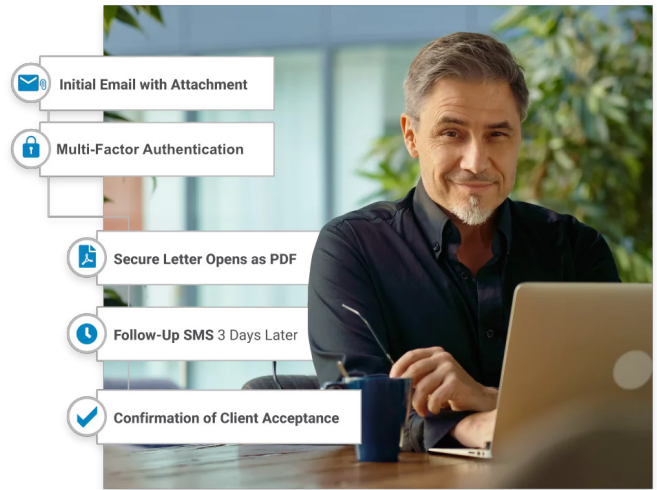 Initial Email with Attachment
Multi-Factor Authentication
Secure Letter Opens as PDF
Follow-Up SMS 3 Days Later
Confirmation of Client Acceptance